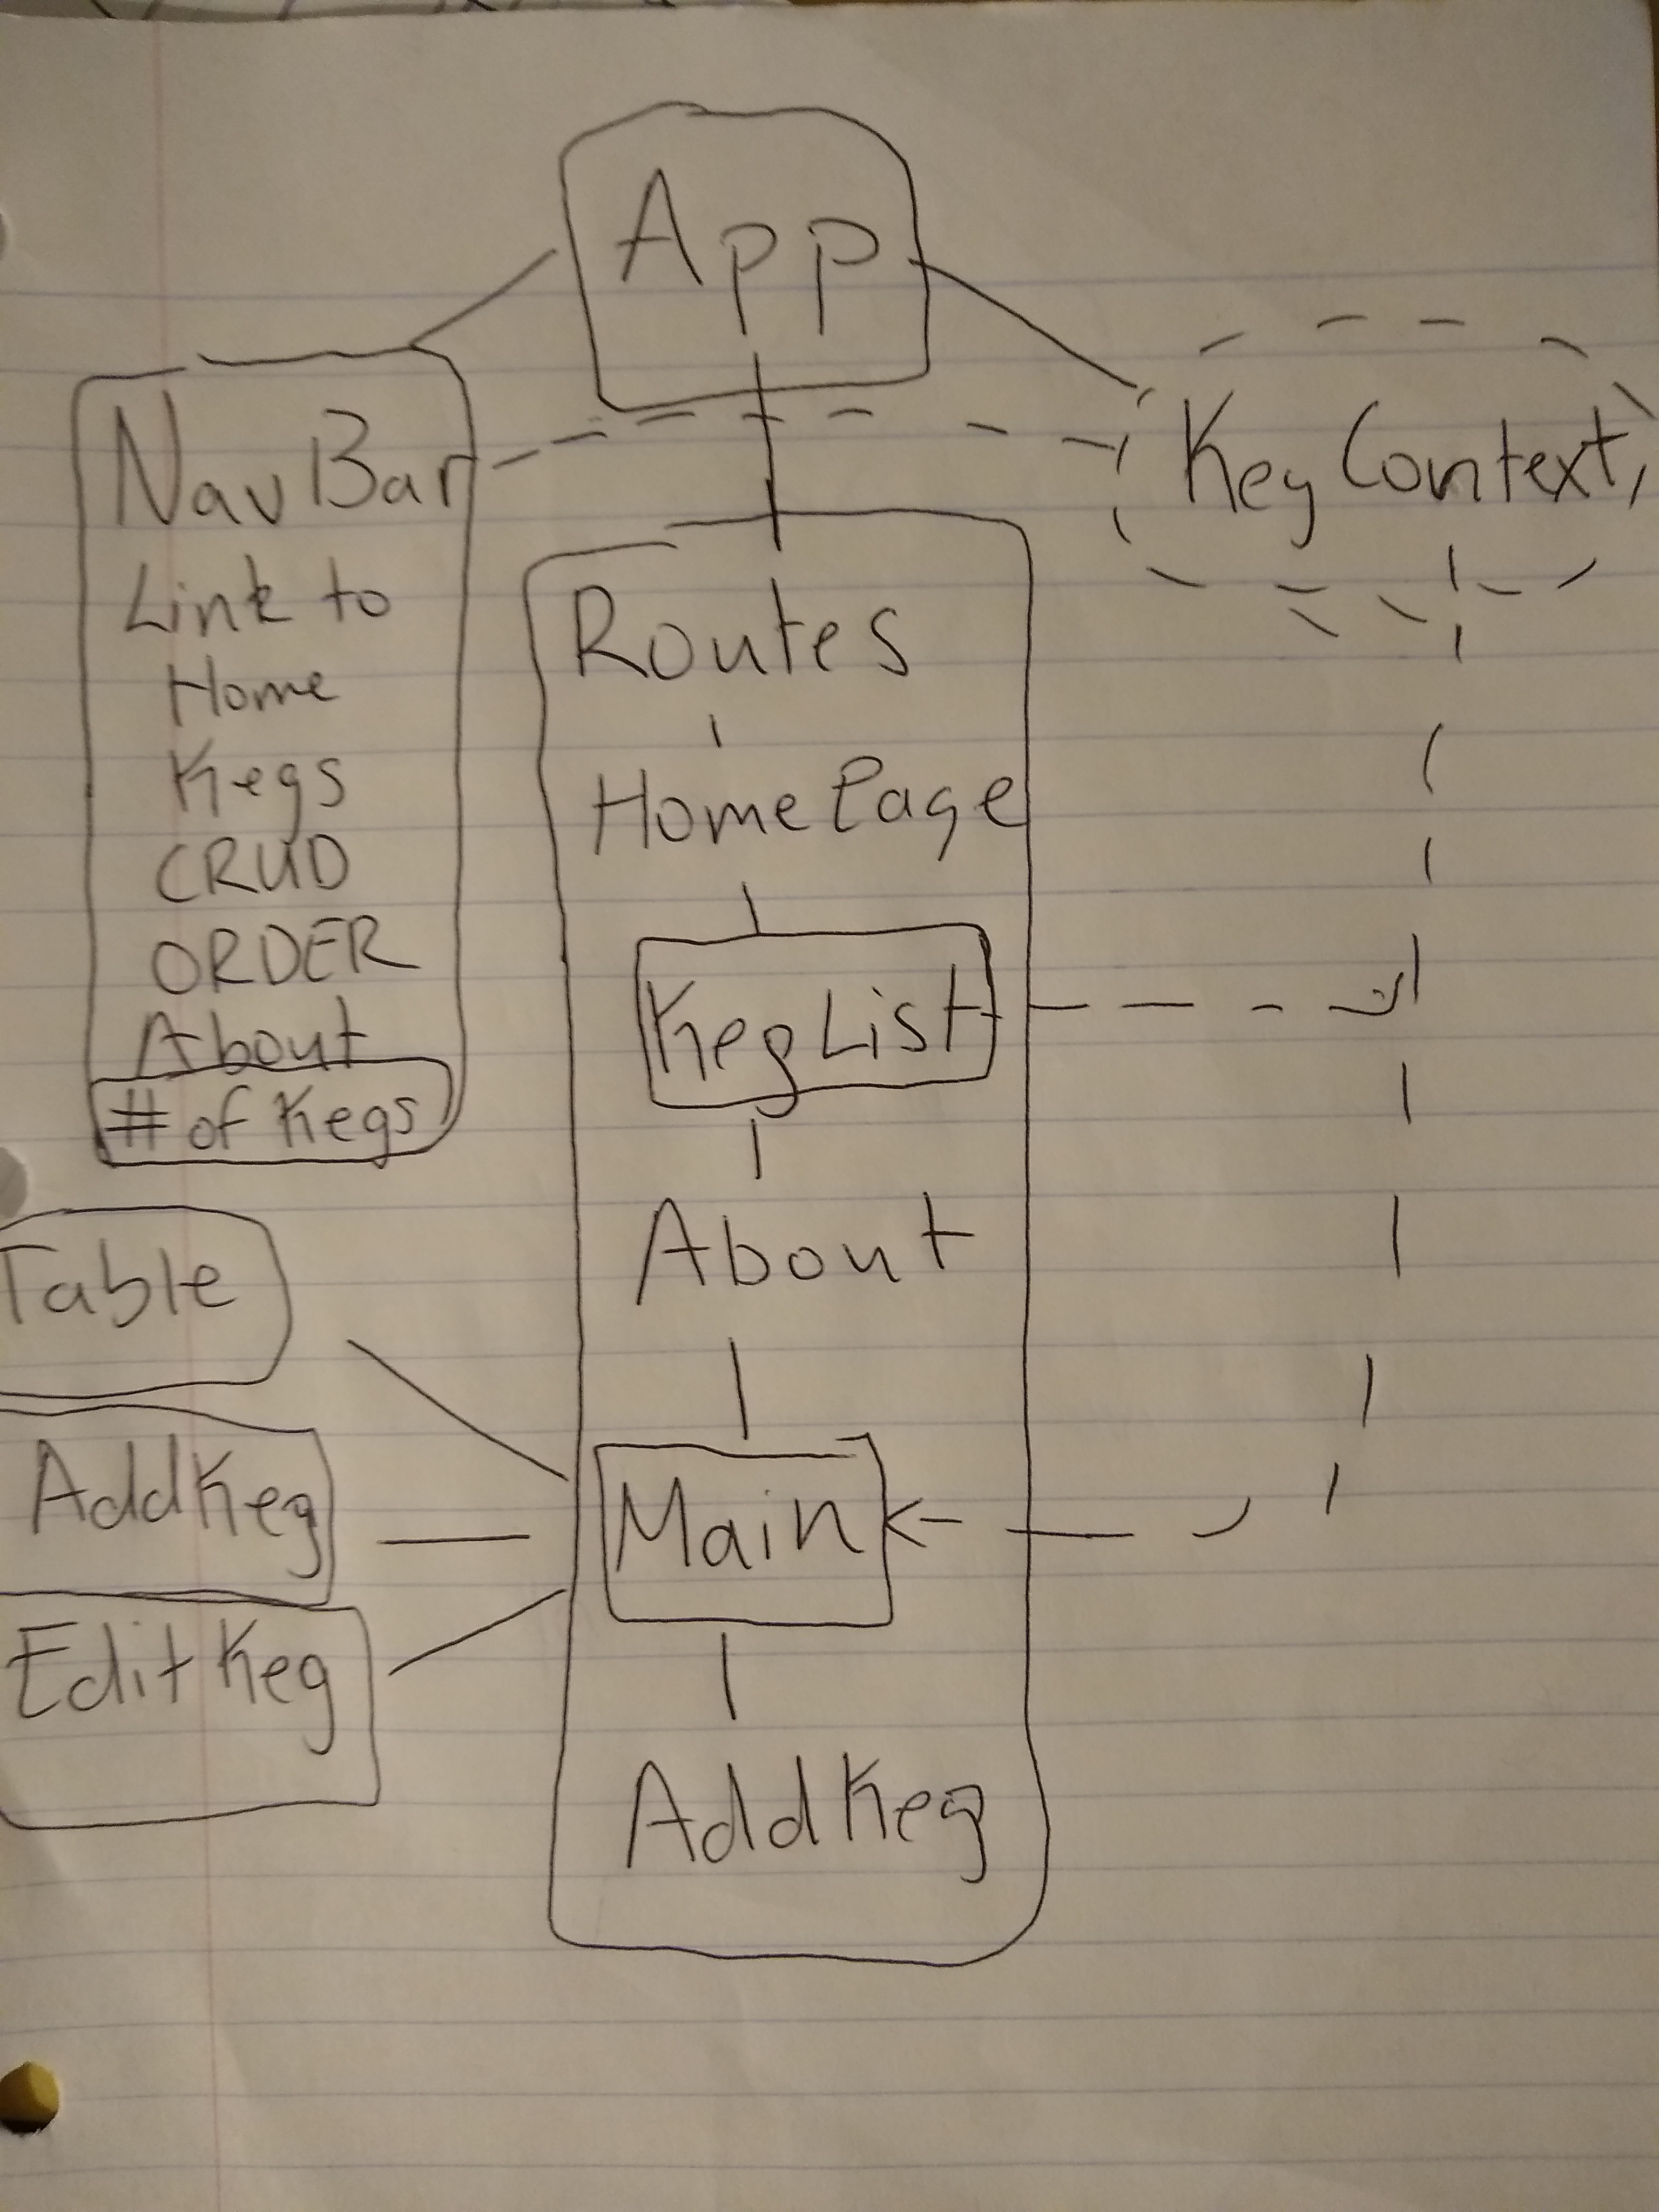 App
NavBar
Link to
Home
Kegs
CRUD
ORDER
About
# of Kegs
Keg Context
Routes
HomePage
KegList
About
Main
AddKeg
Table
AddKeg
EditKeg